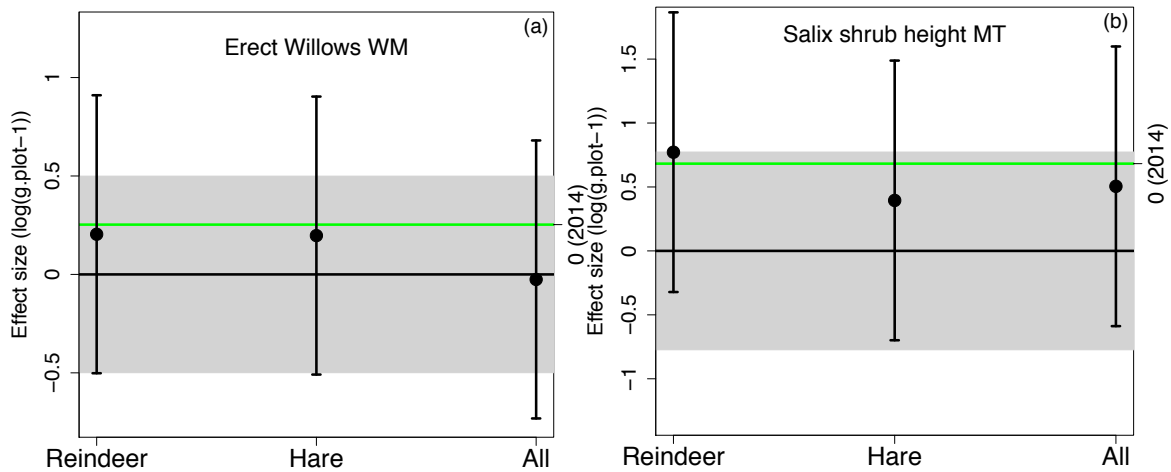 (a)
Erect Willows WM
Effect size (log(g.plot−1))
1
0.5
0
−0.5
0 (2014)
Reindeer Hare All
(b)
Salix shrub height MT
Effect size (log(g.plot−1))
1.5
1
0.5
0
−0.5
−1
0 (2014)
Reindeer Hare All